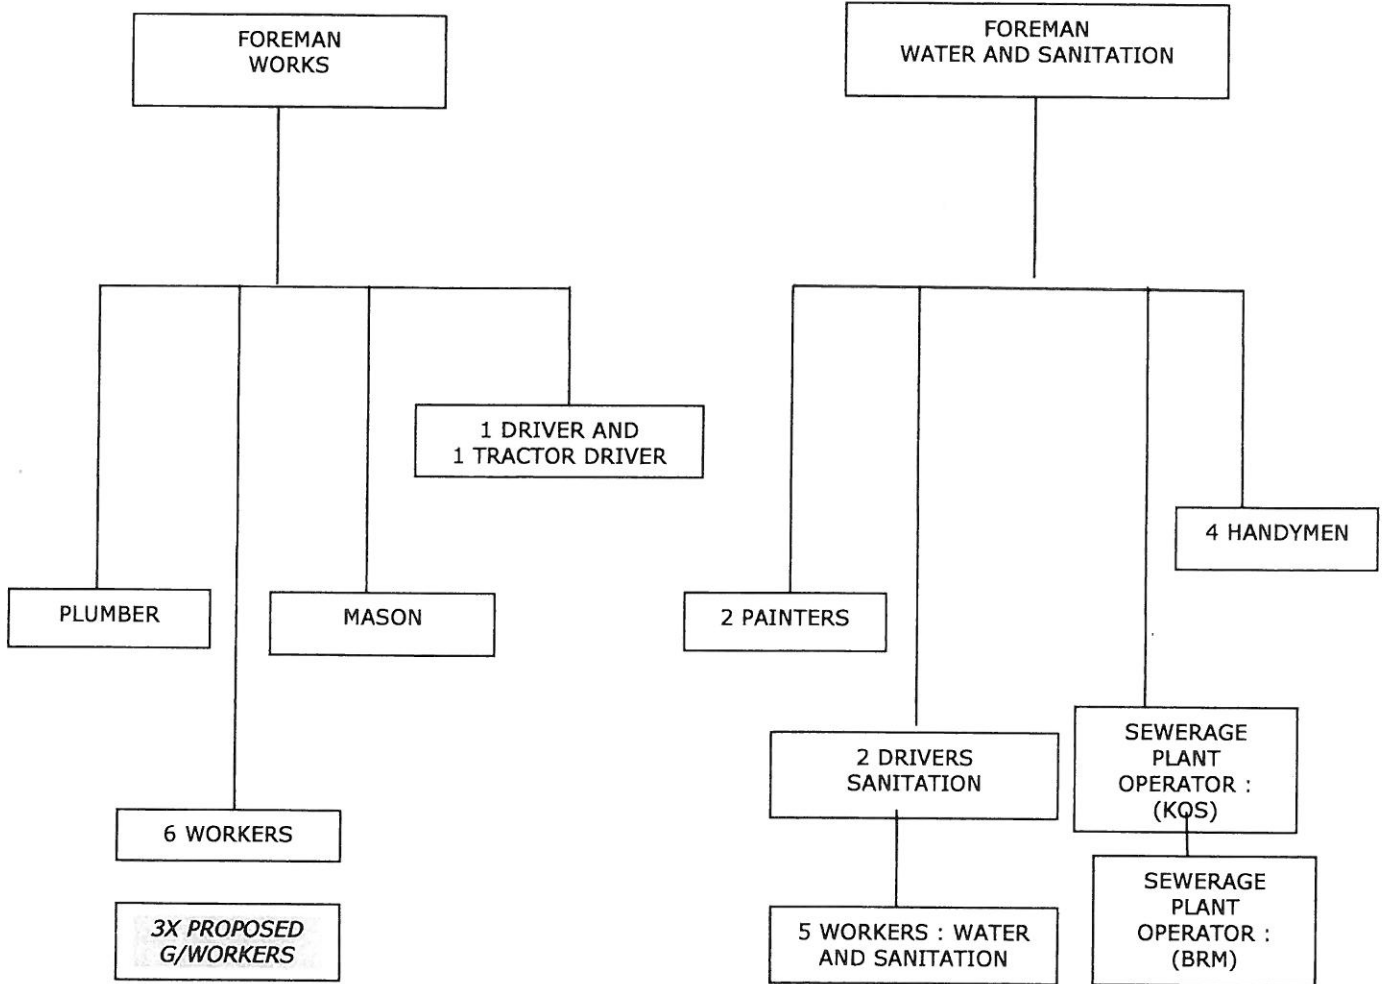 FOREMAN
WORKS
FOREMAN
WATER AND SANITATION
1 DRIVER AND
1 TRACTOR DRIVER
4 HANDYMEN
PLUMBER
MASON
2 PAINTERS
2 DRIVERS
SANITATION
SEWERAGE
PLANT
OPERATOR :
(KOS)
6 WORKERS
3X PROPOSED
G/WORKERS
5 WORKERS : WATER
AND SANITATION
SEWERAGE
PLANT
OPERATOR :
(BRM)